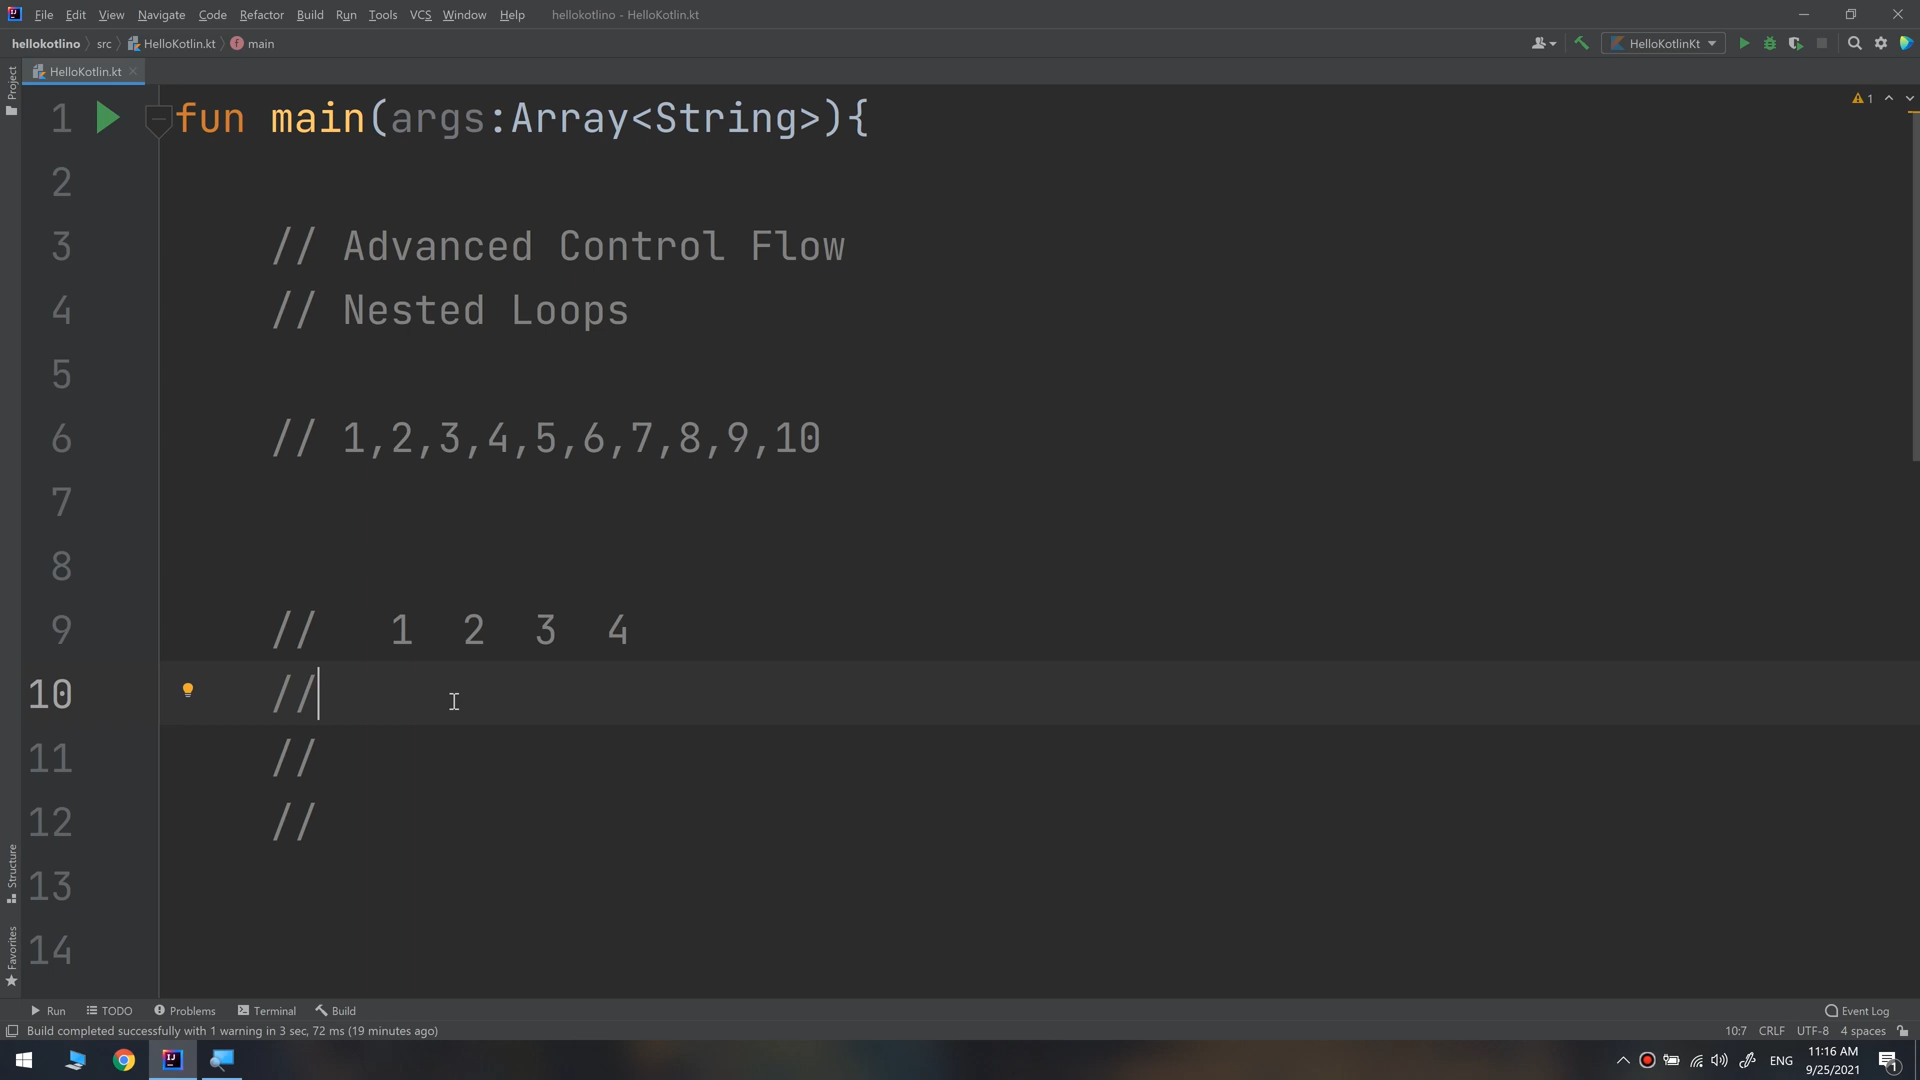 File Edit View Navigate Code Refactor Build Run Tools VCS Window Help hellokotlino - HelloKotlin.kt
hellokotlino src HelloKotlin.kt main HelloKotlinKt
Project
HelloKotlin.kt
1 fun main(args:Array<String>){ 1
2
3 // Advanced Control Flow
4 // Nested Loops
5
6 // 1,2,3,4,5,6,7,8,9,10
7
8
9 // 1 2 3 4
10 //
11 //
12 //
13
14
Structure
Favorites
Run TODO Problems Terminal Build Event Log
Build completed successfully with 1 warning in 3 sec, 72 ms (19 minutes ago) 10:7 CRLF UTF-8 4 spaces
ENG 11:16 AM
9/25/2021 1